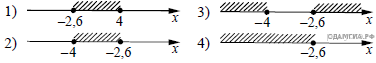 1) −2,6 4 x
3) −4 −2,6 x
2) −4 −2,6 x
4) −2,6 x
СДАМГИА.РФ